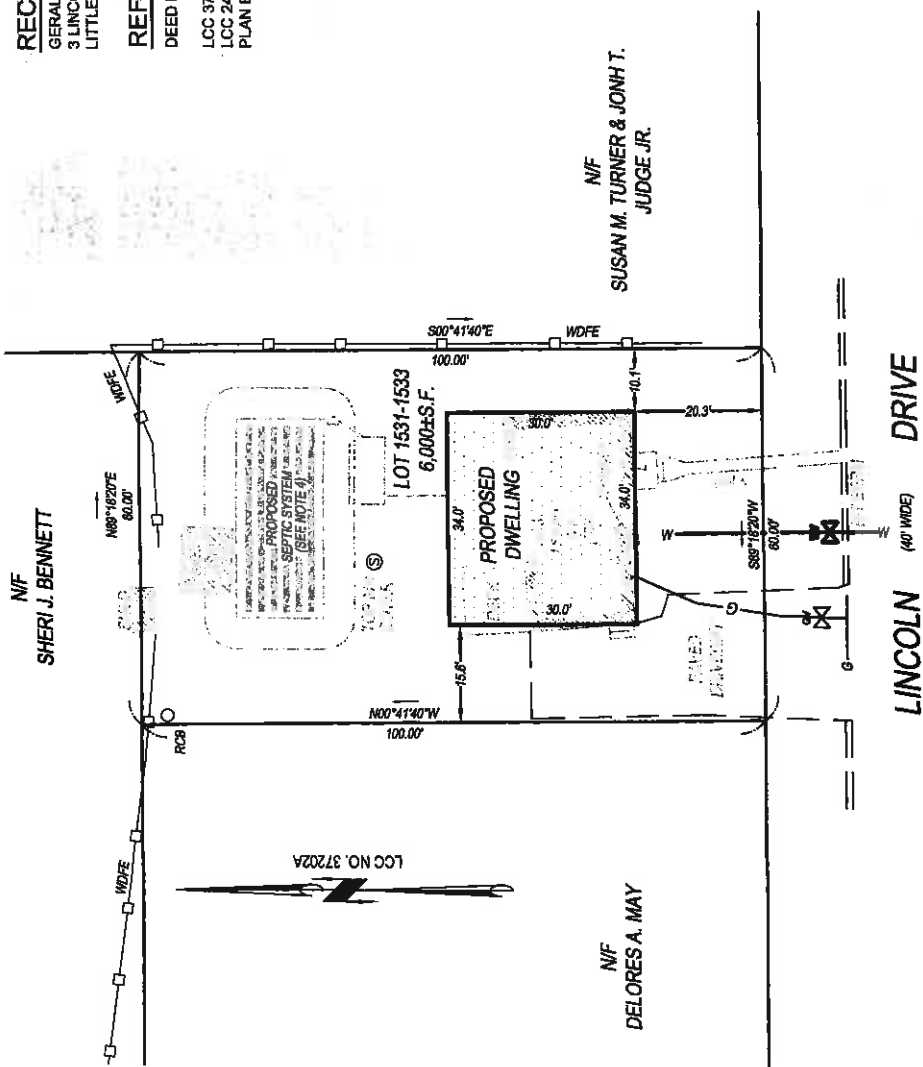 REC
GERAL
3 LINCO
LITTLE
REF
DEED
LCC 37
LCC 24
PLAN B
N/F
SHERI J. BENNETT
WDFE
N89°18'20"E
60.00'
WDFE
RCB
S00°41'40"E
100.00'
WDFE
PROPOSED
SEPTIC SYSTEM
(SEE NOTE 4)
S
LOT 1531-1533
6,000±S.F.
N/F
SUSAN M. TURNER & JONH T.
JUDGE JR.
N00°41'40"W
100.00'
15.6'
34.0'
30.0'
PROPOSED
DWELLING
30.0'
34.0'
10.1'
20.3'
LCC NO. 37202A
N/F
DELORES A. MAY
PAVED
DRIVEWAY
W
S89°18'20"W
60.00'
W
G
G
LINCOLN (40' WIDE) DRIVE